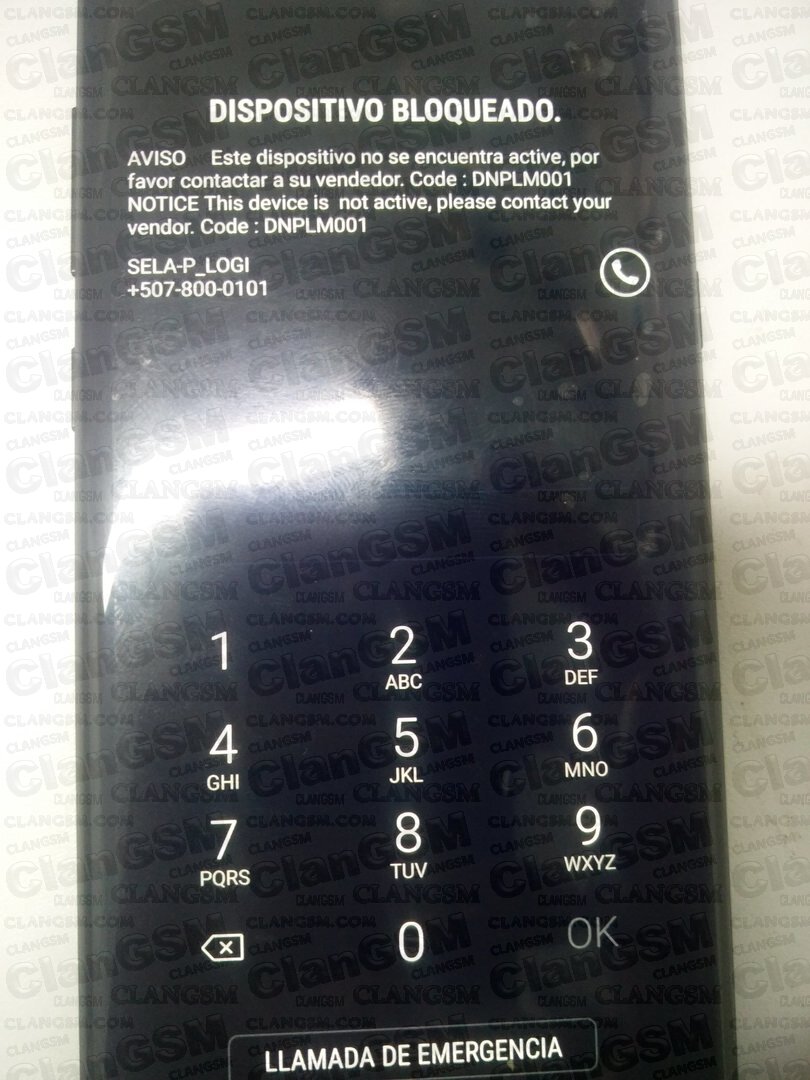 DISPOSITIVO BLOQUEADO.
AVISO Este dispositivo no se encuentra active, por
favor contactar a su vendedor. Code : DNPLM001
NOTICE This device is not active, please contact your
vendor. Code : DNPLM001
SELA-P_LOGI
+507-800-0101
1 2 3
ABC DEF
4 5 6
GHI JKL MNO
7 8 9
PQRS TUV WXYZ
0 OK
LLAMADA DE EMERGENCIA
ClanGSM
CLANGSM
CLANGSM.COM